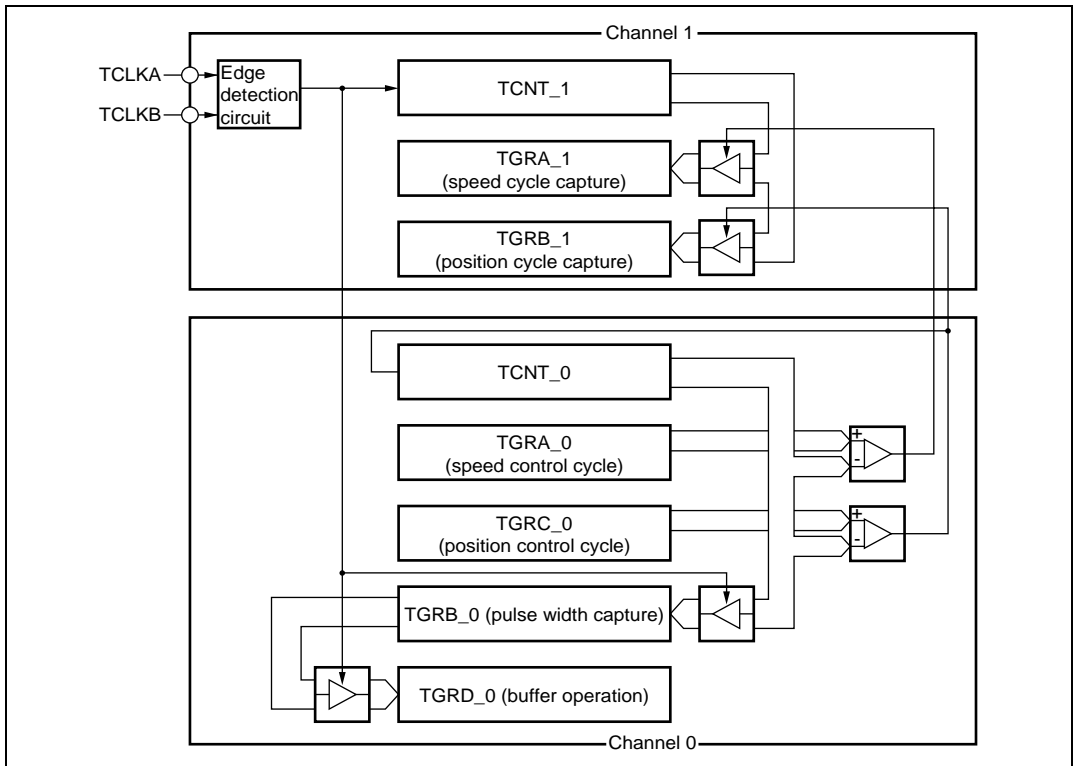 Channel 1
TCLKA
TCLKB
Edge
detection
circuit
TCNT_1
TGRA_1
(speed cycle capture)
TGRB_1
(position cycle capture)
TCNT_0
TGRA_0
(speed control cycle)
+
-
TGRC_0
(position control cycle)
+
-
TGRB_0 (pulse width capture)
TGRD_0 (buffer operation)
Channel 0